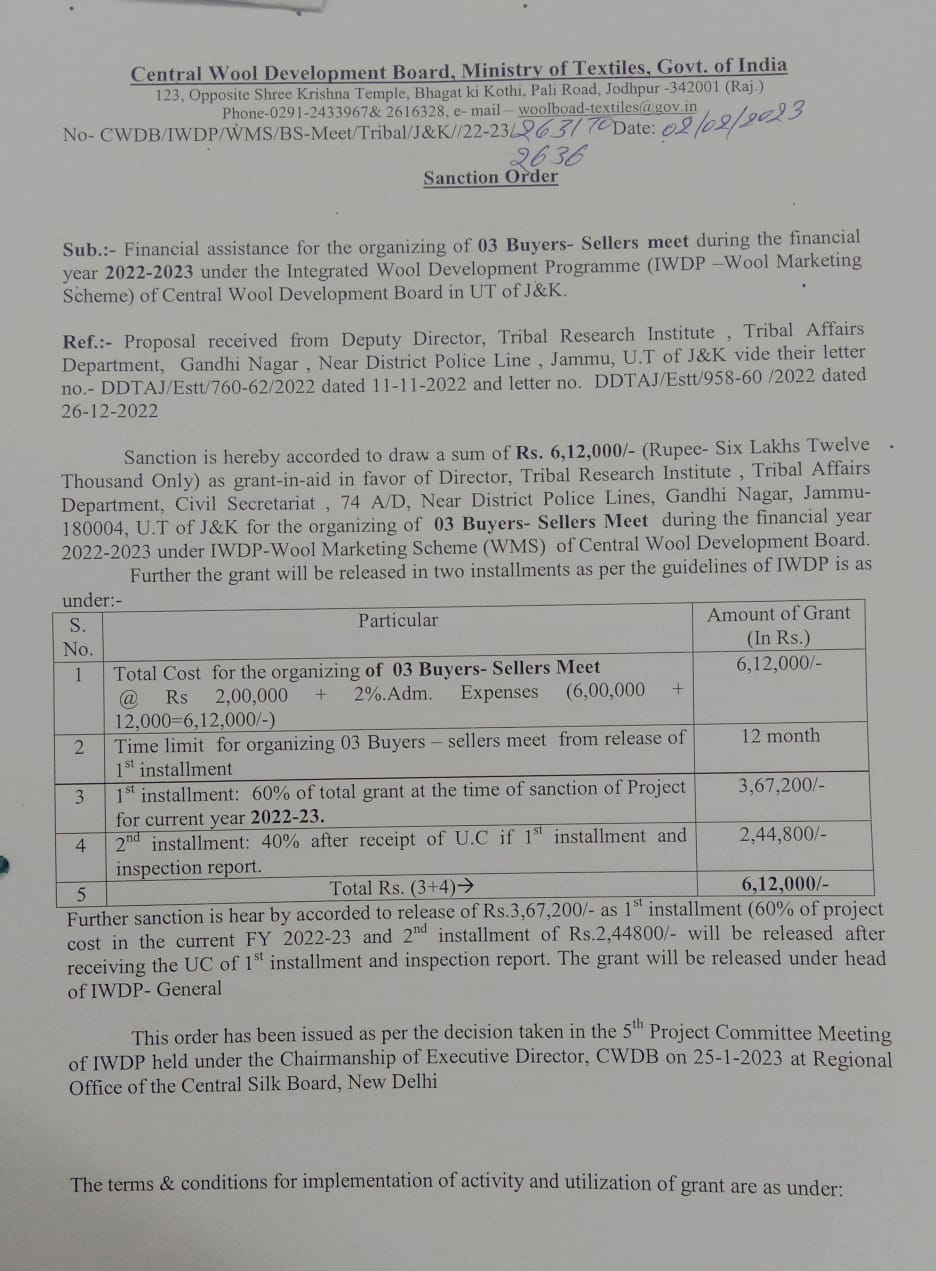 Central Wool Development Board, Ministry of Textiles, Govt. of India
123, Opposite Shree Krishna Temple, Bhagat ki Kothi, Pali Road, Jodhpur -342001 (Raj.)
Phone-0291-2433967& 2616328, e- mail – woolboad-textiles@gov.in
No- CWDB/IWDP/WMS/BS-Meet/Tribal/J&K//22-23/2631 TO Date: 02/02/2023
2636
Sanction Order
Sub.:- Financial assistance for the organizing of 03 Buyers- Sellers meet during the financial
year 2022-2023 under the Integrated Wool Development Programme (IWDP –Wool Marketing
Scheme) of Central Wool Development Board in UT of J&K.
Ref.:- Proposal received from Deputy Director, Tribal Research Institute , Tribal Affairs
Department, Gandhi Nagar , Near District Police Line , Jammu, U.T of J&K vide their letter
no.- DDTAJ/Estt/760-62/2022 dated 11-11-2022 and letter no. DDTAJ/Estt/958-60 /2022 dated
26-12-2022
Sanction is hereby accorded to draw a sum of Rs. 6,12,000/- (Rupee- Six Lakhs Twelve
Thousand Only) as grant-in-aid in favor of Director, Tribal Research Institute , Tribal Affairs
Department, Civil Secretariat , 74 A/D, Near District Police Lines, Gandhi Nagar, Jammu-
180004, U.T of J&K for the organizing of 03 Buyers- Sellers Meet during the financial year
2022-2023 under IWDP-Wool Marketing Scheme (WMS) of Central Wool Development Board.
Further the grant will be released in two installments as per the guidelines of IWDP is as
under:-
S. No. Particular Amount of Grant (In Rs.)
1 Total Cost for the organizing of 03 Buyers- Sellers Meet 6,12,000/-
@ Rs 2,00,000 + 2%.Adm. Expenses (6,00,000 +
12,000=6,12,000/-)
2 Time limit for organizing 03 Buyers – sellers meet from release of 12 month
1st installment
3 1st installment: 60% of total grant at the time of sanction of Project 3,67,200/-
for current year 2022-23.
4 2nd installment: 40% after receipt of U.C if 1st installment and 2,44,800/-
inspection report.
5 Total Rs. (3+4)→ 6,12,000/-
Further sanction is hear by accorded to release of Rs.3,67,200/- as 1st installment (60% of project
cost in the current FY 2022-23 and 2nd installment of Rs.2,44800/- will be released after
receiving the UC of 1st installment and inspection report. The grant will be released under head
of IWDP- General
This order has been issued as per the decision taken in the 5th Project Committee Meeting
of IWDP held under the Chairmanship of Executive Director, CWDB on 25-1-2023 at Regional
Office of the Central Silk Board, New Delhi
The terms & conditions for implementation of activity and utilization of grant are as under: